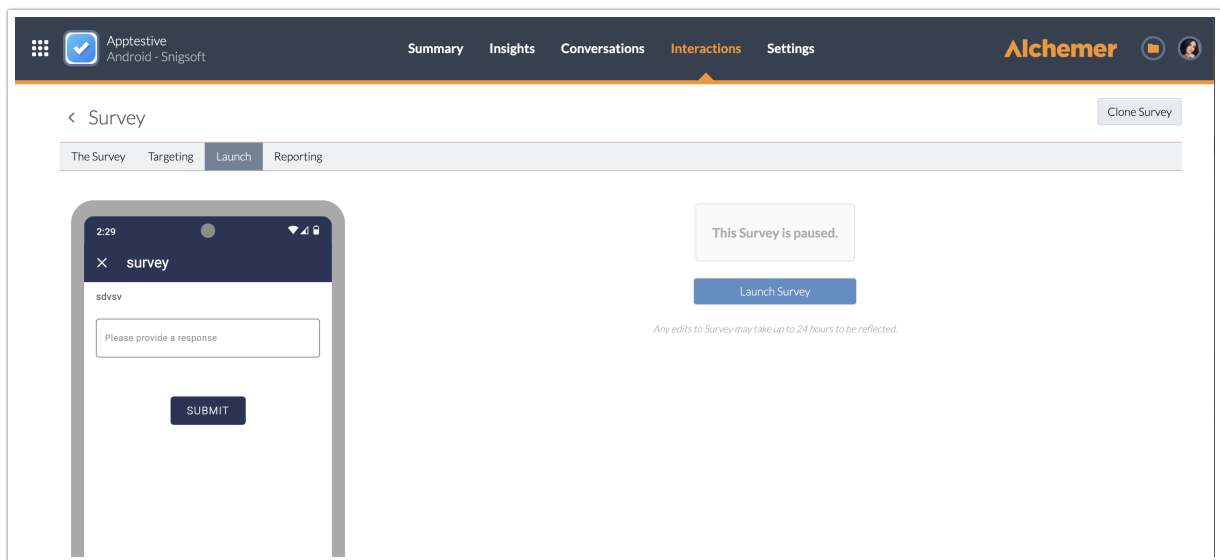 Apptestive
Android - Snigsoft
Summary Insights Conversations Interactions Settings
Alchemer
Survey
Clone Survey
The Survey Targeting Launch Reporting
2:29
survey
sdvsv
Please provide a response
SUBMIT
This Survey is paused.
Launch Survey
Any edits to Survey may take up to 24 hours to be reflected.